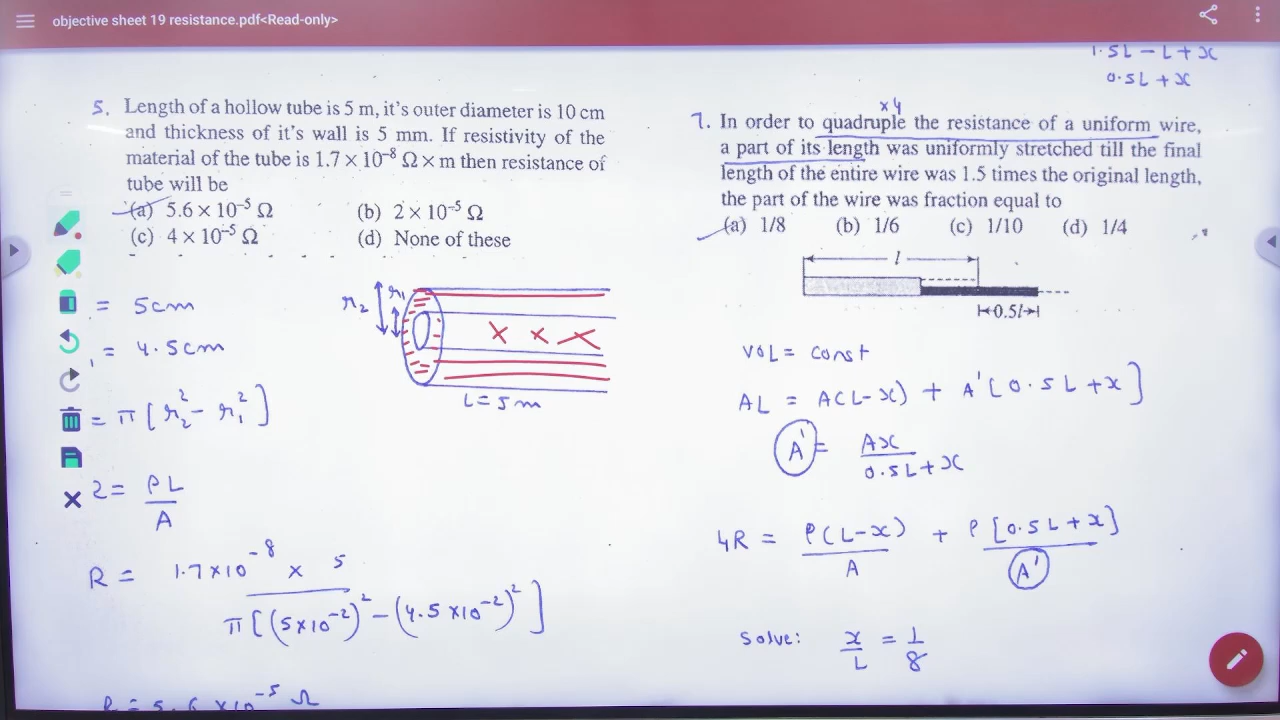 objective sheet 19 resistance.pdf<Read-only>
5. Length of a hollow tube is 5 m, it's outer diameter is 10 cm
and thickness of it's wall is 5 mm. If resistivity of the
material of the tube is 1.7 × 10⁻⁸ Ω × m then resistance of
tube will be
(a) 5.6 × 10⁻⁵ Ω (b) 2 × 10⁻⁵ Ω
(c) 4 × 10⁻⁵ Ω (d) None of these
r₂ r₁
L = 5 m
= 5cm
₁ = 4.5cm
= π [r₂² - r₁²]
= ρL / A
R = 1.7×10⁻⁸ × 5 / π[(5×10⁻²)² - (4.5×10⁻²)²]
R = 5.6 ×10⁻⁵ Ω
1.5L - L + x
0.5L + x
×4
7. In order to quadruple the resistance of a uniform wire,
a part of its length was uniformly stretched till the final
length of the entire wire was 1.5 times the original length,
the part of the wire was fraction equal to
(a) 1/8 (b) 1/6 (c) 1/10 (d) 1/4
l
0.5l
VOL = const
AL = A(L-x) + A'[0.5L+x]
A' = Ax / 0.5L+x
4R = ρ(L-x) / A + ρ[0.5L+x] / A'
Solve: x/L = 1/8